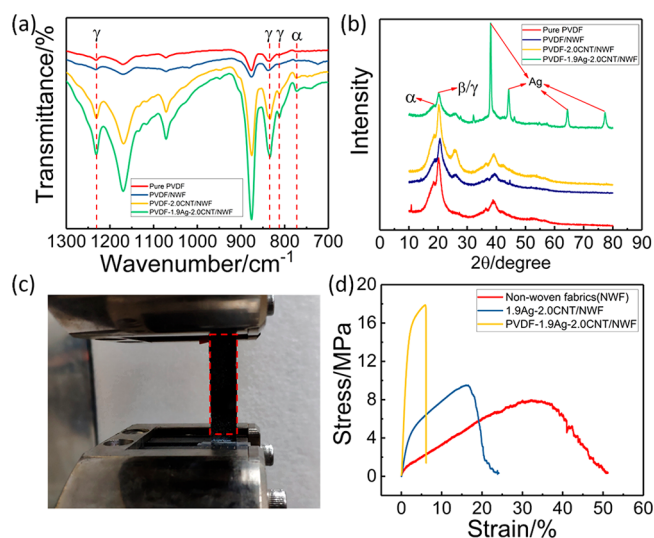 (a)
γ
γ
γ
α
Transmittance/%
Pure PVDF
PVDF/NWF
PVDF-2.0CNT/NWF
PVDF-1.9Ag-2.0CNT/NWF
1300
1200
1100
1000
900
800
700
Wavenumber/cm-1
(b)
Pure PVDF
PVDF/NWF
PVDF-2.0CNT/NWF
PVDF-1.9Ag-2.0CNT/NWF
Intensity
α
β/γ
Ag
0
10
20
30
40
50
60
70
80
90
2θ/degree
(c)
(d)
Non-woven fabrics(NWF)
1.9Ag-2.0CNT/NWF
PVDF-1.9Ag-2.0CNT/NWF
Stress/MPa
20
16
12
8
4
0
0
10
20
30
40
50
60
Strain/%